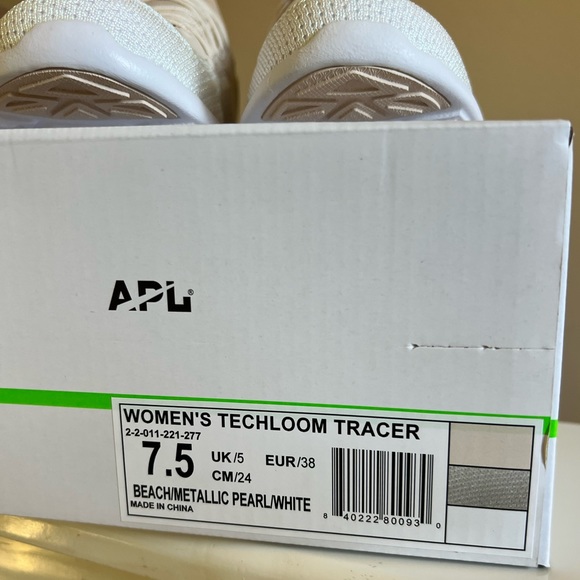 APL®
WOMEN'S TECHLOOM TRACER
2-2-011-221-277
7.5 UK/5 EUR/38
CM/24
BEACH/METALLIC PEARL/WHITE
MADE IN CHINA
8 40222 80093 0